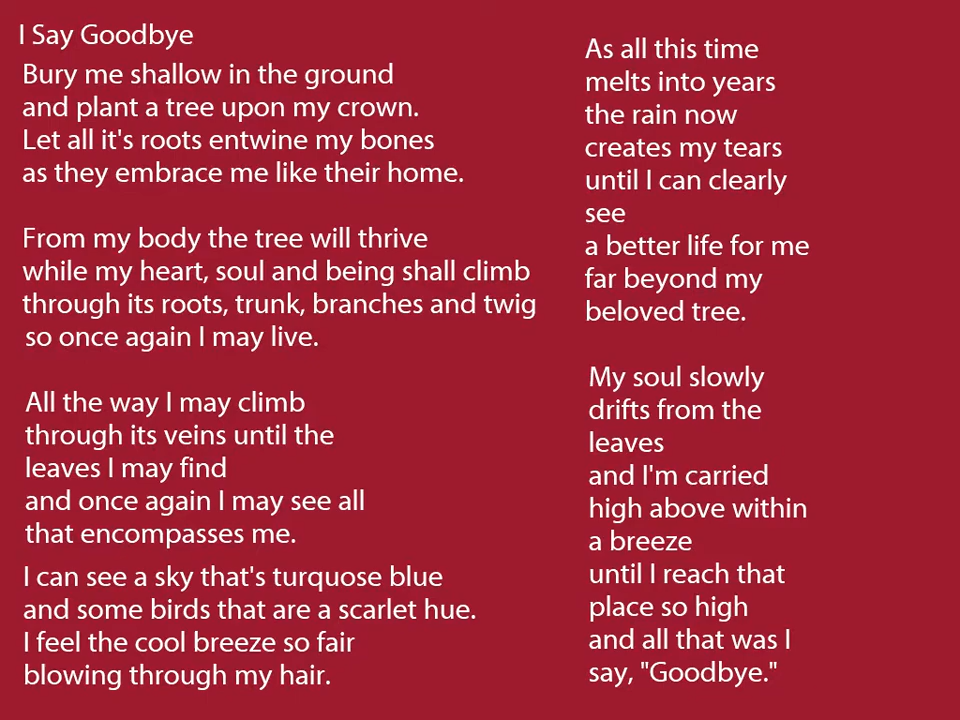 I Say Goodbye
Bury me shallow in the ground
and plant a tree upon my crown.
Let all it's roots entwine my bones
as they embrace me like their home.
From my body the tree will thrive
while my heart, soul and being shall climb
through its roots, trunk, branches and twig
so once again I may live.
All the way I may climb
through its veins until the
leaves I may find
and once again I may see all
that encompasses me.
I can see a sky that's turquose blue
and some birds that are a scarlet hue.
I feel the cool breeze so fair
blowing through my hair.
As all this time
melts into years
the rain now
creates my tears
until I can clearly
see
a better life for me
far beyond my
beloved tree.
My soul slowly
drifts from the
leaves
and I'm carried
high above within
a breeze
until I reach that
place so high
and all that was I
say, "Goodbye."